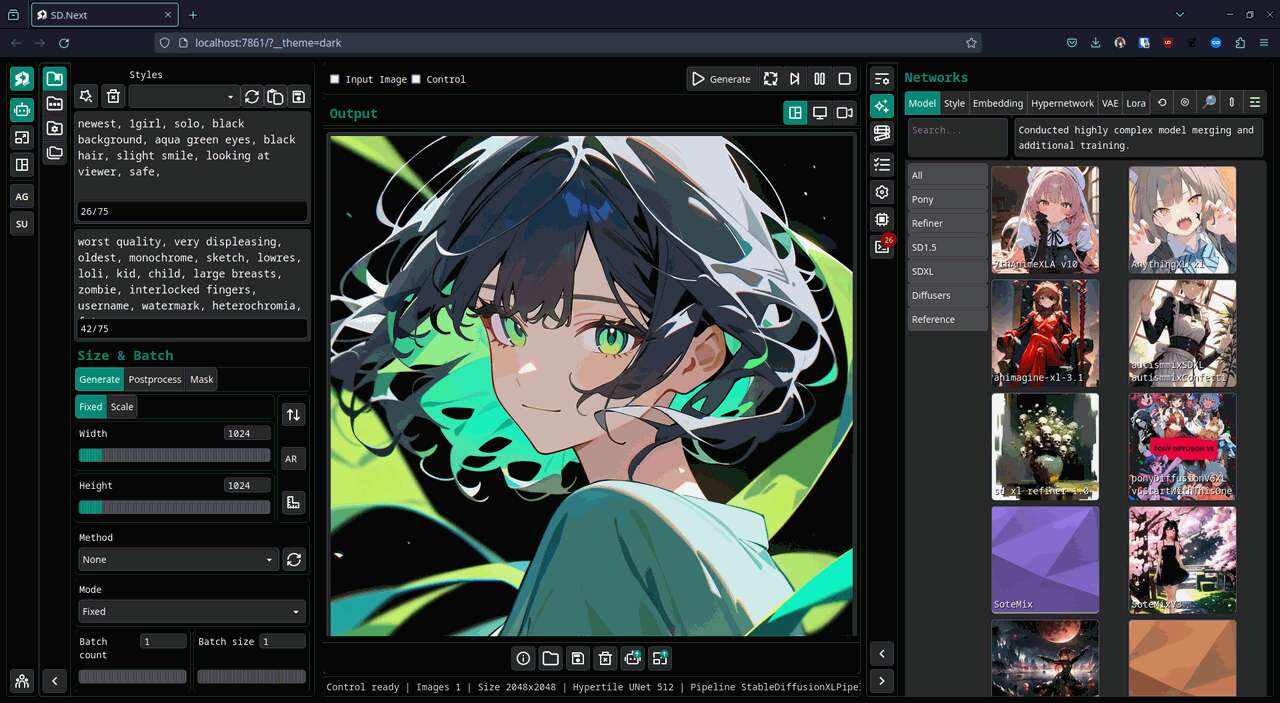 SD.Next
localhost:7861/?__theme=dark
Styles
newest, 1girl, solo, black
background, aqua green eyes, black
hair, slight smile, looking at
viewer, safe,
26/75
worst quality, very displeasing,
oldest, monochrome, sketch, lowres,
loli, kid, child, large breasts,
zombie, interlocked fingers,
username, watermark, heterochromia,
42/75
AG
SU
Size & Batch
Generate Postprocess Mask
Fixed Scale
Width 1024
AR
Height 1024
Method
None
Mode
Fixed
Batch count 1
Batch size 1
Input Image Control
Generate
Output
Control ready | Images 1 | Size 2048x2048 | Hypertile UNet 512 | Pipeline StableDiffusionXLPipe
26
Networks
Model Style Embedding Hypernetwork VAE Lora
Search...
Conducted highly complex model merging and
additional training.
All
Pony
Refiner
SD1.5
SDXL
Diffusers
Reference
7thAnimeXLA v10
AnythingXL xl
animagine-xl-3.1
autismmixSDXL
autismmixConfetti
sd xl refiner 1.0
PONY DIFFUSION V6
ponyDiffusionV6XL
v6StartWithThisOne
SoteMix
SoteMixV3